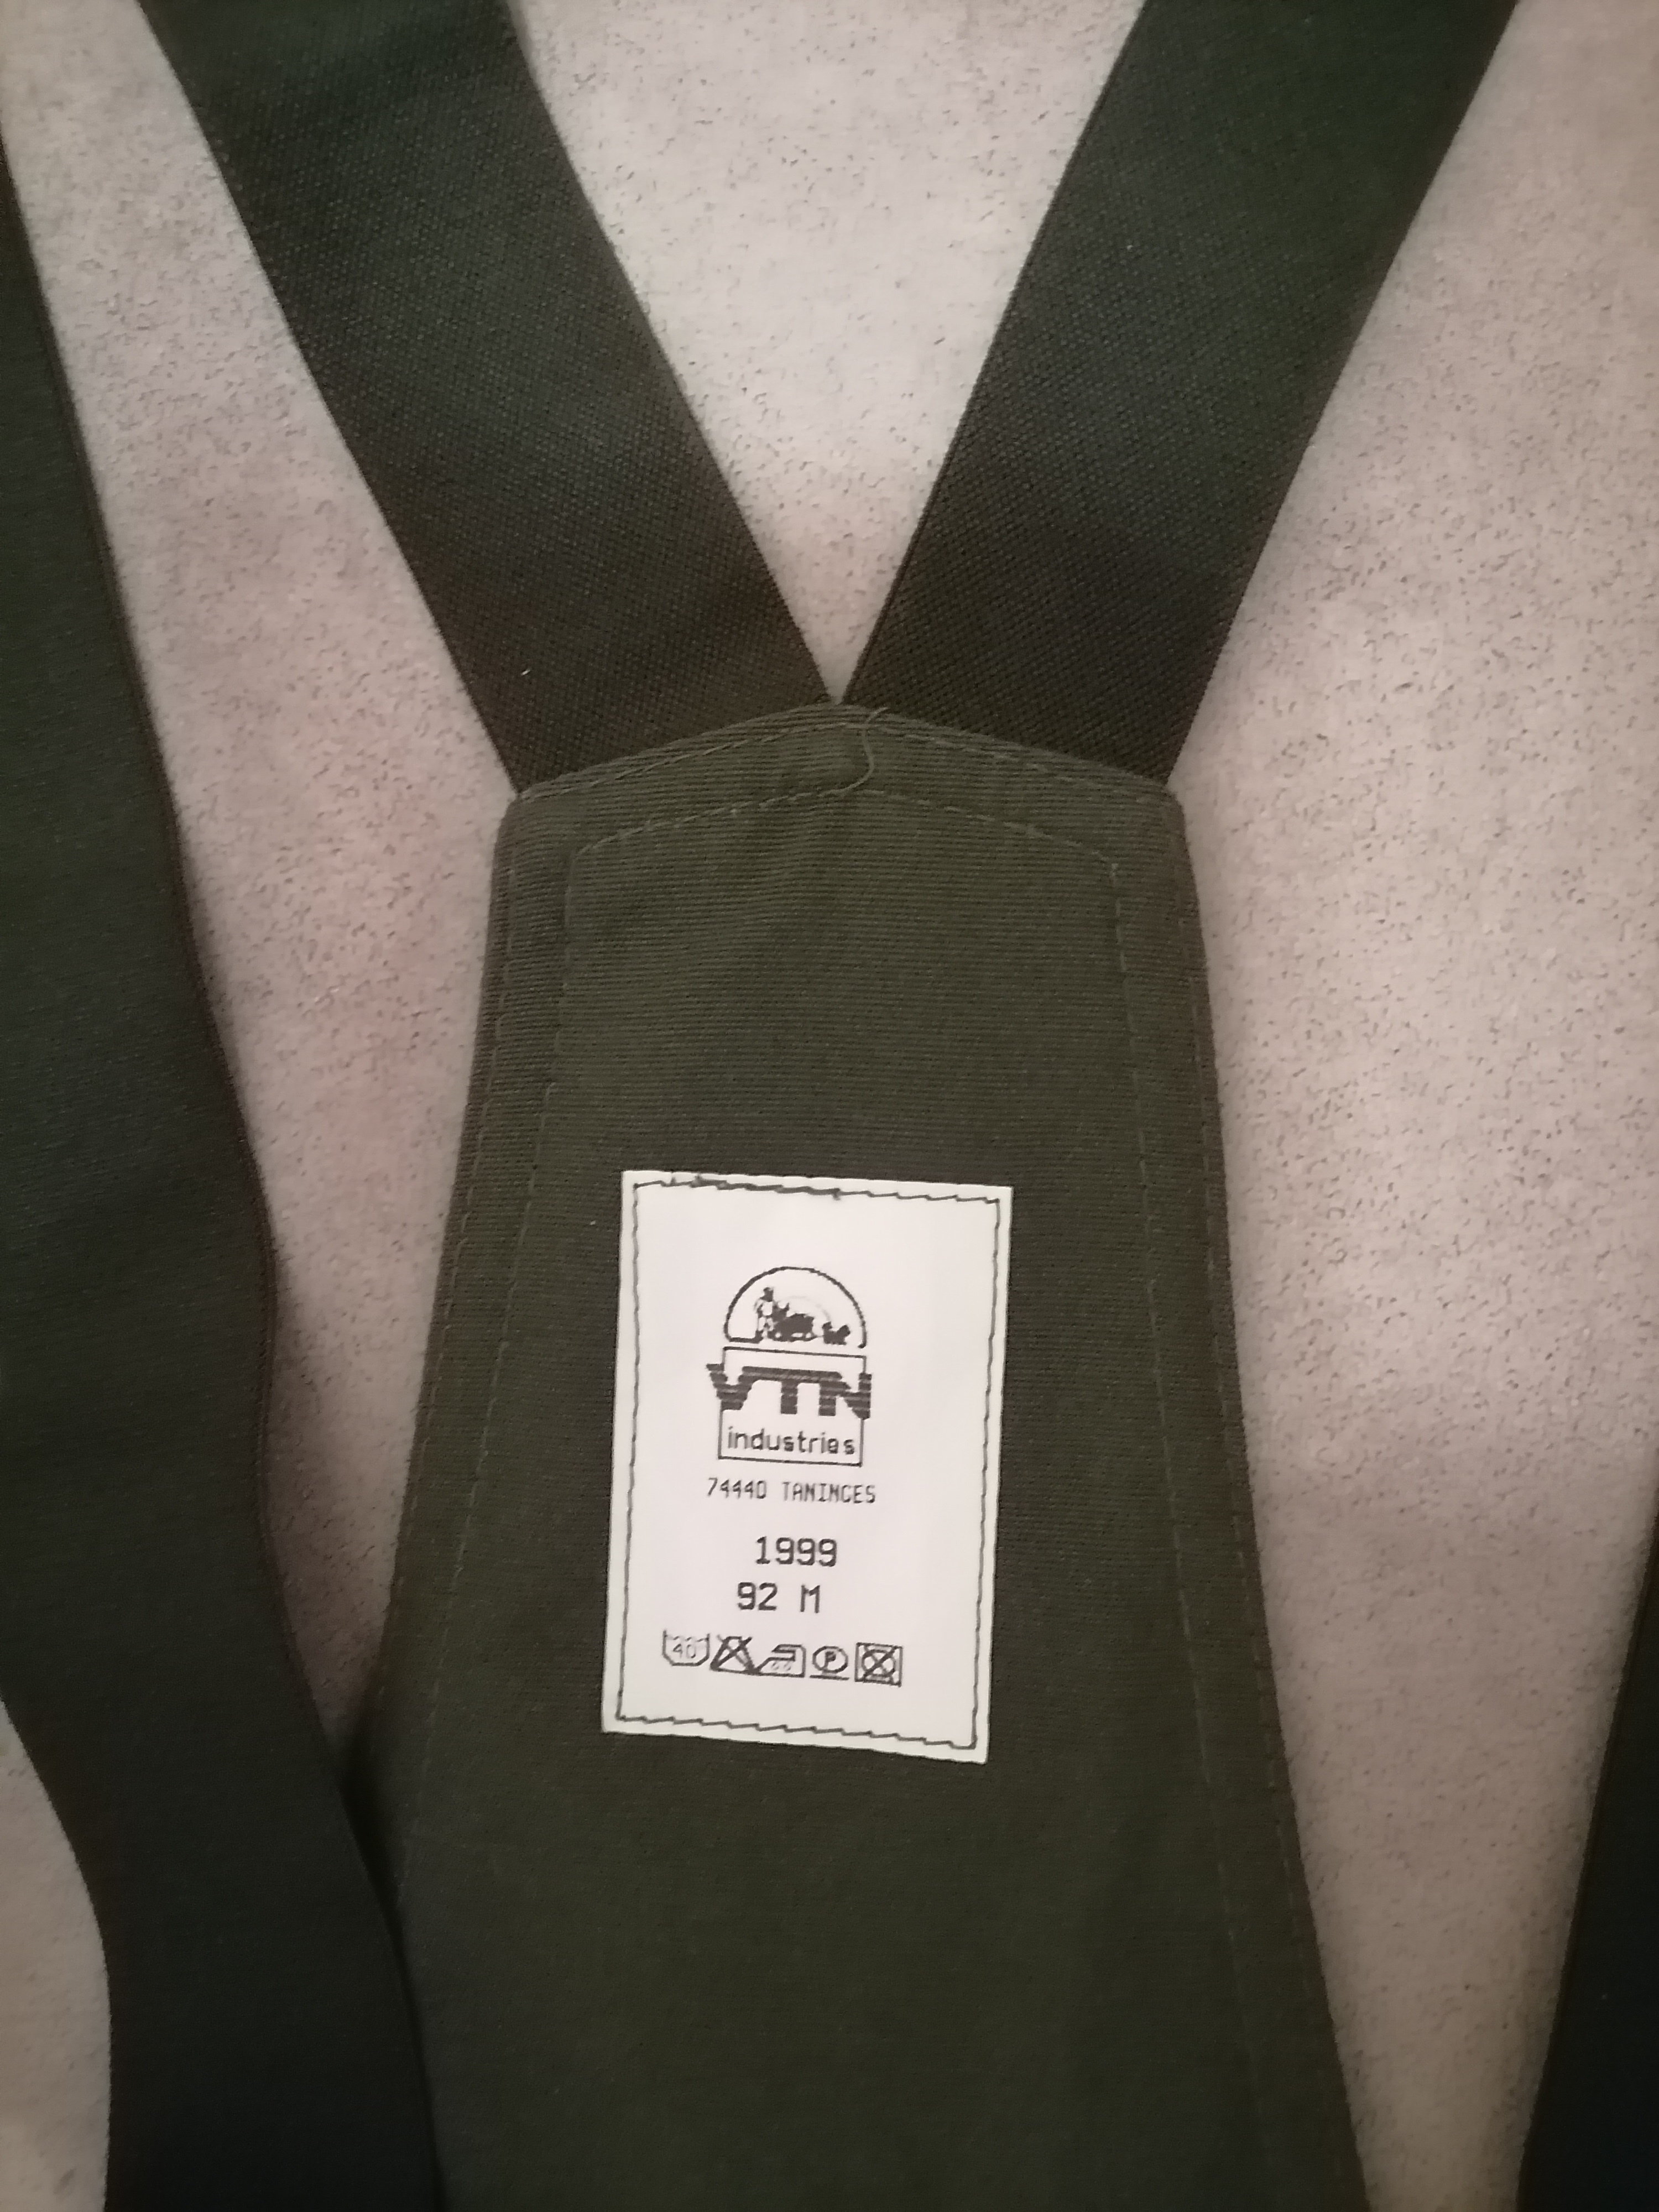 VTN
industries
74440 TANINGES
1999
92 M
40
P